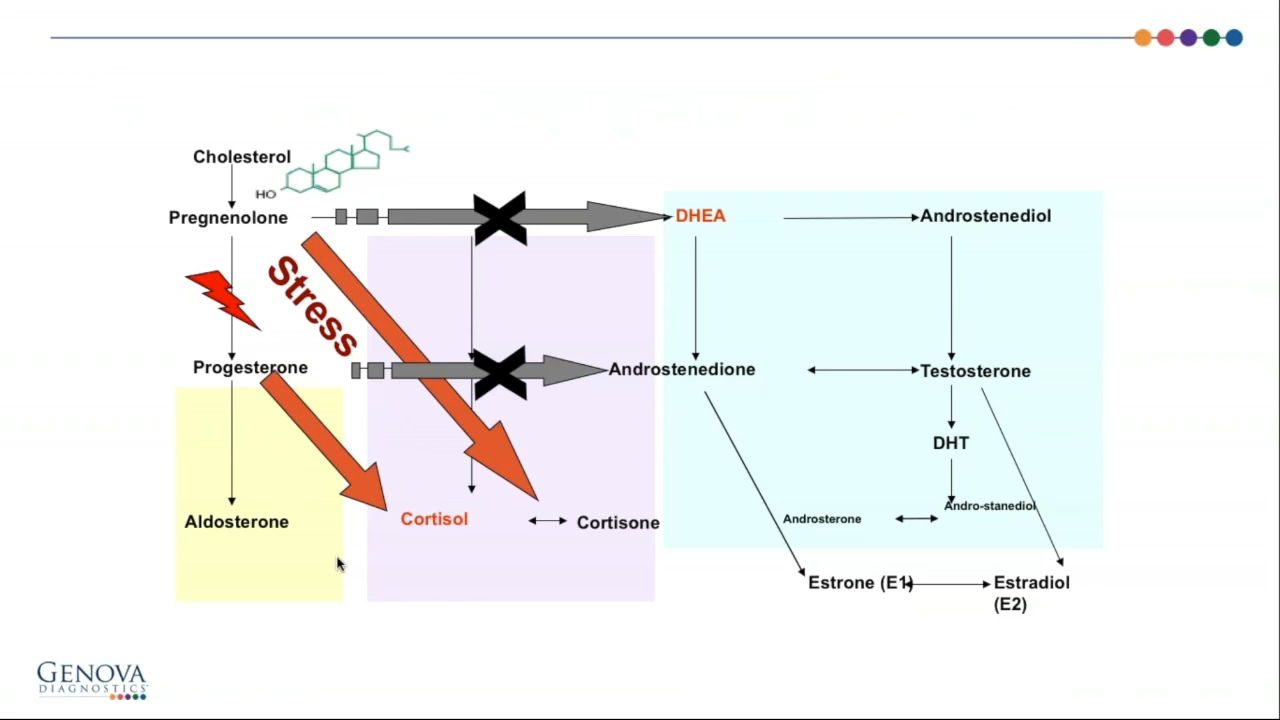 Cholesterol
HO
Pregnenolone
DHEA
Androstenediol
Stress
Progesterone
Androstenedione
Testosterone
DHT
Andro-stanediol
Aldosterone
Cortisol
Cortisone
Androsterone
Estrone (E1)
Estradiol
(E2)
GENOVA
DIAGNOSTICS